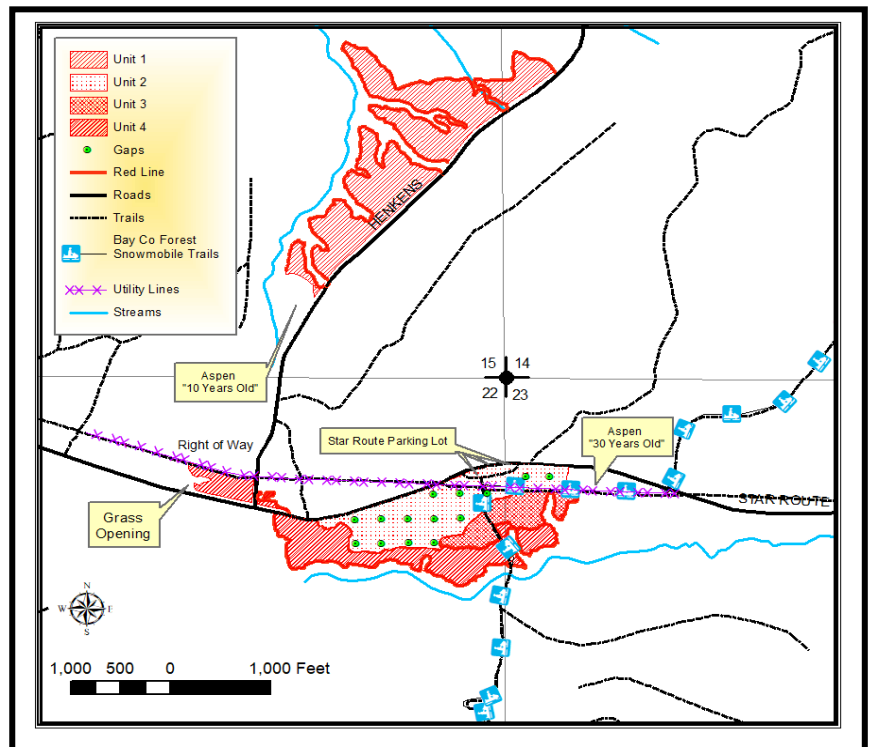 Unit 1
Unit 2
Unit 3
Unit 4
Gaps
Red Line
Roads
Trails
Bay Co Forest
Snowmobile Trails
Utility Lines
Streams
HENKENS
Aspen
"10 Years Old"
15 14
22 23
Right of Way
Star Route Parking Lot
Aspen
"30 Years Old"
STAR ROUTE
Grass
Opening
N
W E
S
1,000 500 0 1,000 Feet